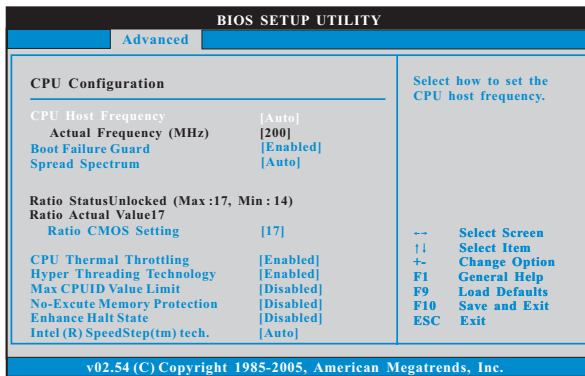 BIOS SETUP UTILITY
Advanced
CPU Configuration
CPU Host Frequency [Auto]
Actual Frequency (MHz) [200]
Boot Failure Guard [Enabled]
Spread Spectrum [Auto]
Ratio StatusUnlocked (Max :17, Min : 14)
Ratio Actual Value17
Ratio CMOS Setting [17]
CPU Thermal Throttling [Enabled]
Hyper Threading Technology [Enabled]
Max CPUID Value Limit [Disabled]
No-Excute Memory Protection [Disabled]
Enhance Halt State [Disabled]
Intel (R) SpeedStep(tm) tech. [Auto]
Select how to set the
CPU host frequency.
←→ Select Screen
↑↓ Select Item
+- Change Option
F1 General Help
F9 Load Defaults
F10 Save and Exit
ESC Exit
v02.54 (C) Copyright 1985-2005, American Megatrends, Inc.